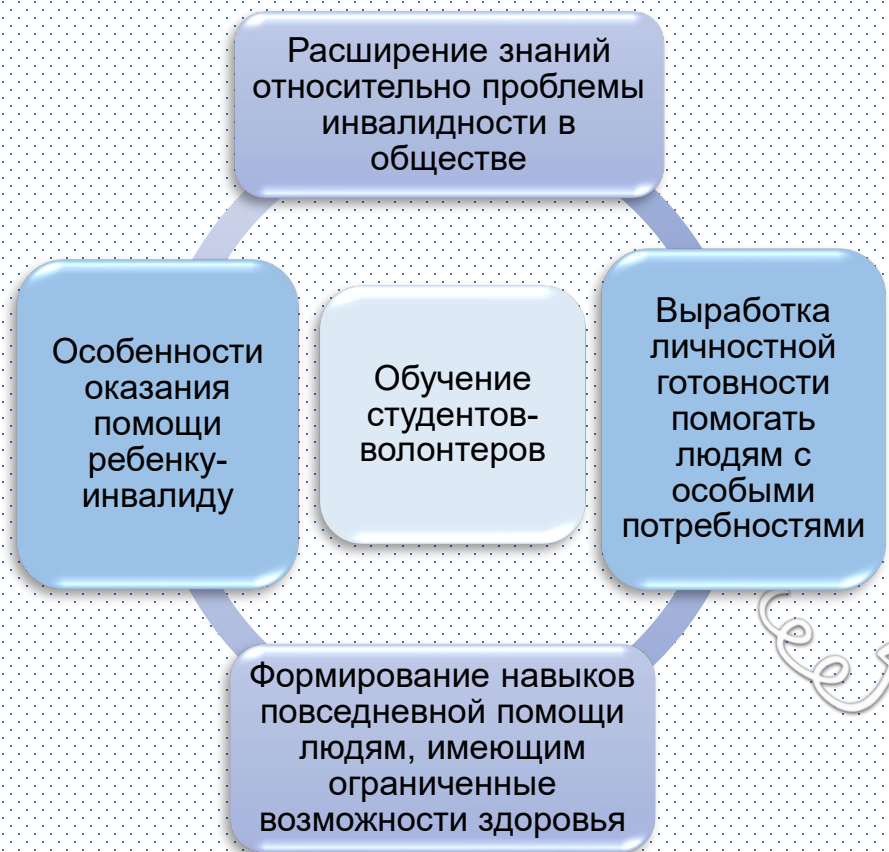 Расширение знаний
относительно проблемы
инвалидности в
обществе
Особенности
оказания
помощи
ребенку-
инвалиду
Обучение
студентов-
волонтеров
Выработка
личностной
готовности
помогать
людям с
особыми
потребностями
Формирование навыков
повседневной помощи
людям, имеющим
ограниченные
возможности здоровья